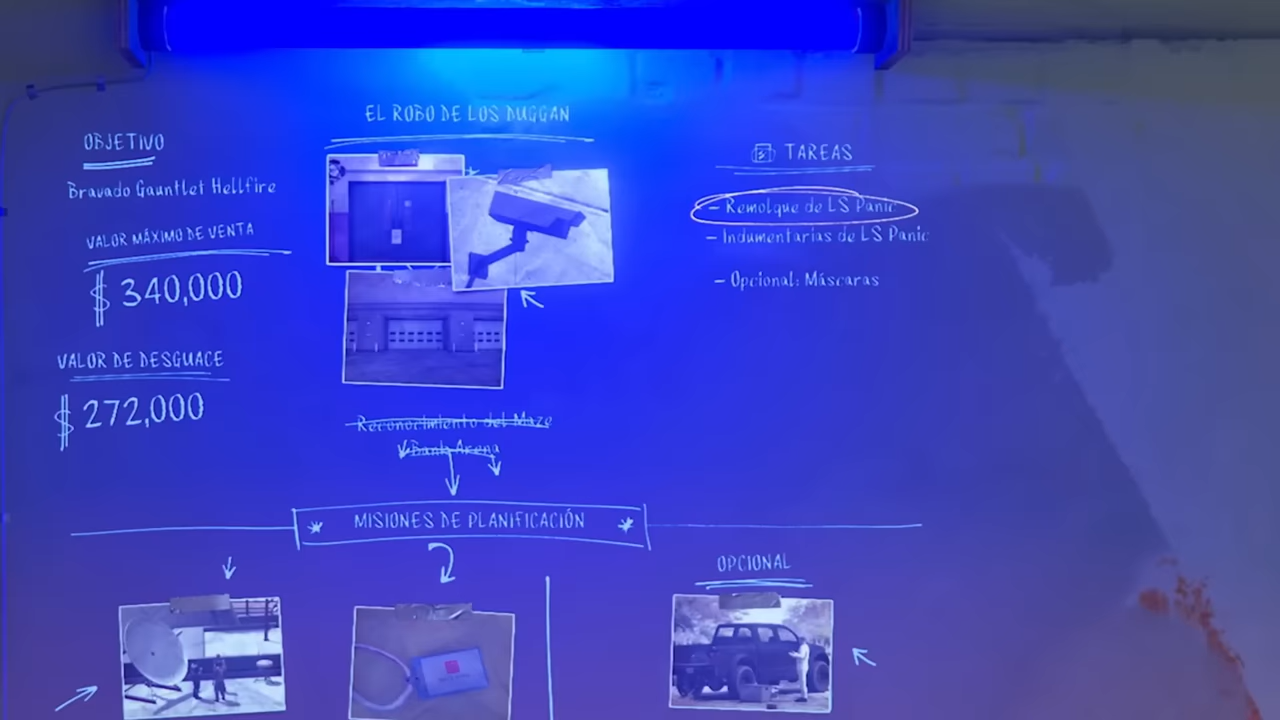 EL ROBO DE LOS DUGGAN
OBJETIVO
Bravado Gauntlet Hellfire
VALOR MÁXIMO DE VENTA
$ 340,000
VALOR DE DESGUACE
$ 272,000
Reconocimiento del Maze
Bank Arena
TAREAS
- Remolque de LS Panic
- Indumentarias de LS Panic
- Opcional: Máscaras
MISIONES DE PLANIFICACIÓN
OPCIONAL